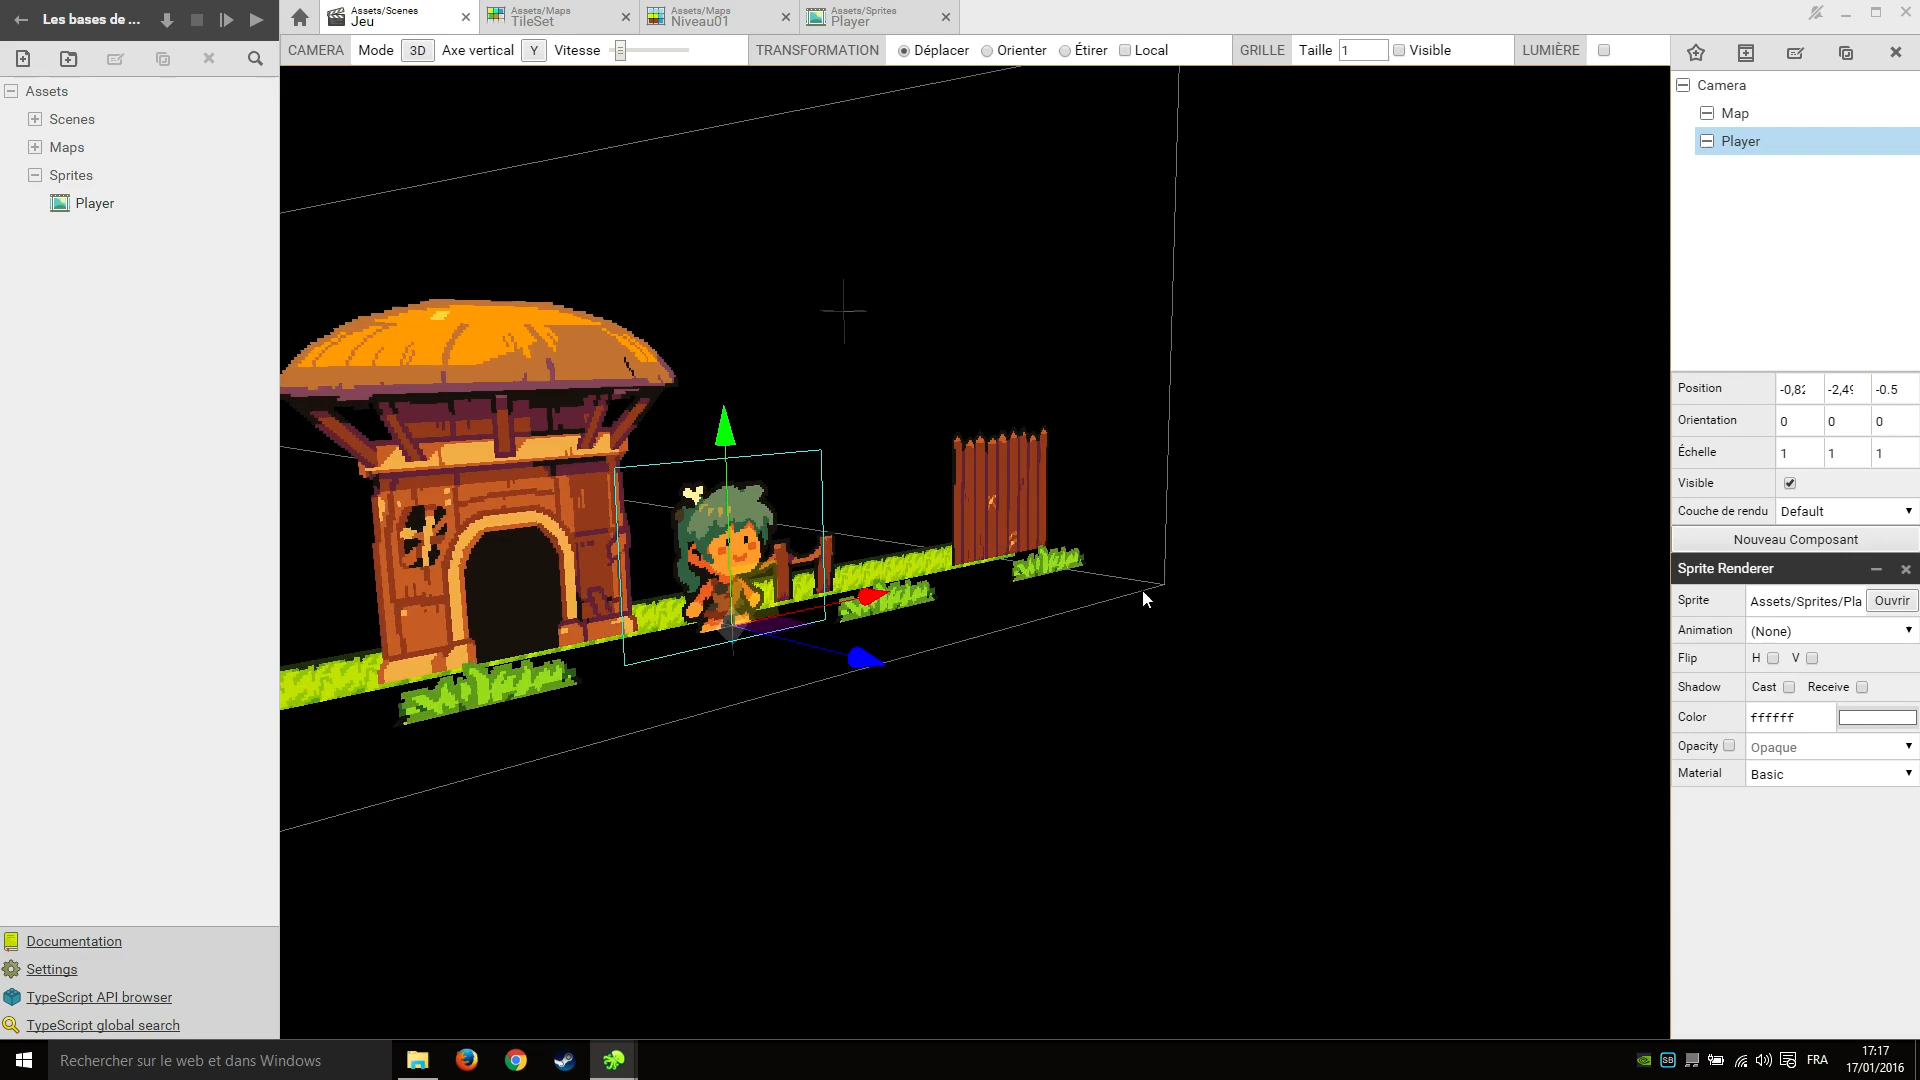 Les bases de ...
Assets/Scenes
Jeu
Assets/Maps
TileSet
Assets/Maps
Niveau01
Assets/Sprites
Player
CAMERA Mode 3D Axe vertical Y Vitesse TRANSFORMATION Déplacer Orienter Étirer Local GRILLE Taille 1 Visible LUMIÈRE
Assets
Scenes
Maps
Sprites
Player
Camera
Map
Player
Position -0,82 -2,49 -0.5
Orientation 0 0 0
Échelle 1 1 1
Visible
Couche de rendu Default
Nouveau Composant
Sprite Renderer
Sprite Assets/Sprites/Pla Ouvrir
Animation (None)
Flip H V
Shadow Cast Receive
Color ffffff
Opacity Opaque
Material Basic
Documentation
Settings
TypeScript API browser
TypeScript global search
Rechercher sur le web et dans Windows
SB
FRA
17:17
17/01/2016